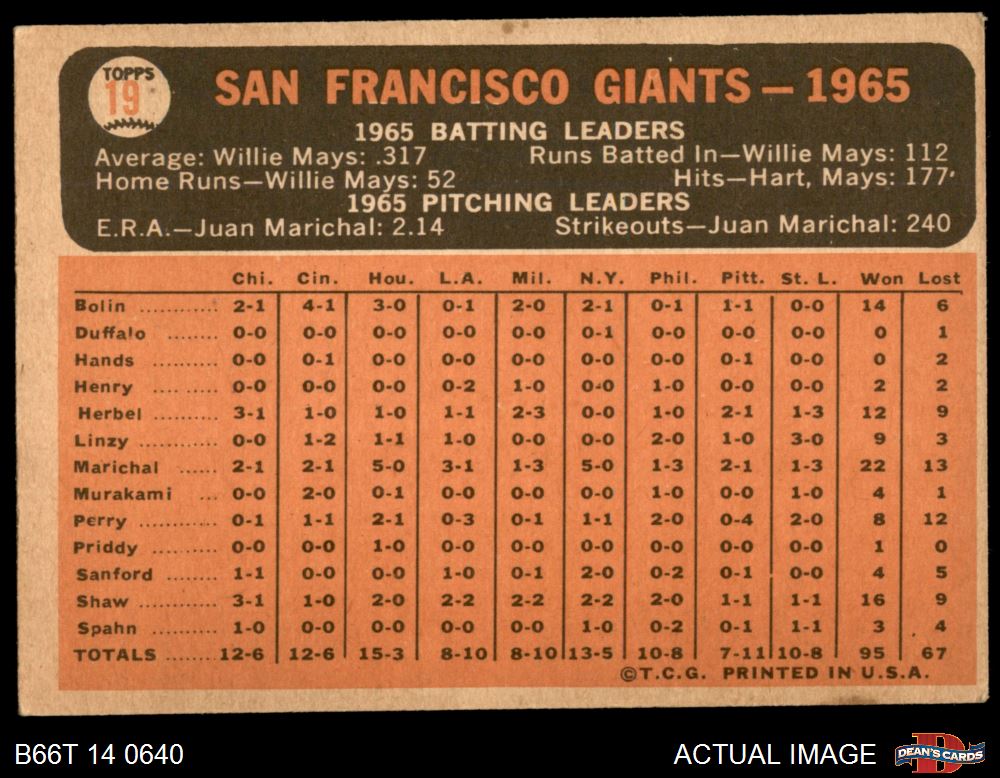 TOPPS
19
SAN FRANCISCO GIANTS — 1965
1965 BATTING LEADERS
Average: Willie Mays: .317 Runs Batted In—Willie Mays: 112
Home Runs—Willie Mays: 52 Hits—Hart, Mays: 177
1965 PITCHING LEADERS
E.R.A.—Juan Marichal: 2.14 Strikeouts—Juan Marichal: 240
Chi. Cin. Hou. L.A. Mil. N.Y. Phil. Pitt. St. L. Won Lost
Bolin ............ 2-1 4-1 3-0 0-1 2-0 2-1 0-1 1-1 0-0 14 6
Duffalo ........ 0-0 0-0 0-0 0-0 0-0 0-1 0-0 0-0 0-0 0 1
Hands .......... 0-0 0-1 0-0 0-0 0-0 0-0 0-0 0-1 0-0 0 2
Henry .......... 0-0 0-0 0-0 0-2 1-0 0-0 1-0 0-0 0-0 2 2
Herbel .......... 3-1 1-0 1-0 1-1 2-3 0-0 1-0 2-1 1-3 12 9
Linzy ............ 0-0 1-2 1-1 1-0 0-0 0-0 2-0 1-0 3-0 9 3
Marichal ...... 2-1 2-1 5-0 3-1 1-3 5-0 1-3 2-1 1-3 22 13
Murakami ... 0-0 2-0 0-1 0-0 0-0 0-0 1-0 0-0 1-0 4 1
Perry ............ 0-1 1-1 2-1 0-3 0-1 1-1 2-0 0-4 2-0 8 12
Priddy .......... 0-0 0-0 1-0 0-0 0-0 0-0 0-0 0-0 0-0 1 0
Sanford ........ 1-1 0-0 0-0 1-0 0-1 2-0 0-2 0-1 0-0 4 5
Shaw ............ 3-1 1-0 2-0 2-2 2-2 2-2 2-0 1-1 1-1 16 9
Spahn .......... 1-0 0-0 0-0 0-0 0-0 1-0 0-2 0-1 1-1 3 4
TOTALS ....... 12-6 12-6 15-3 8-10 8-10 13-5 10-8 7-11 10-8 95 67
©T.C.G. PRINTED IN U.S.A.
B66T 14 0640 ACTUAL IMAGE
D
DEAN'S CARDS